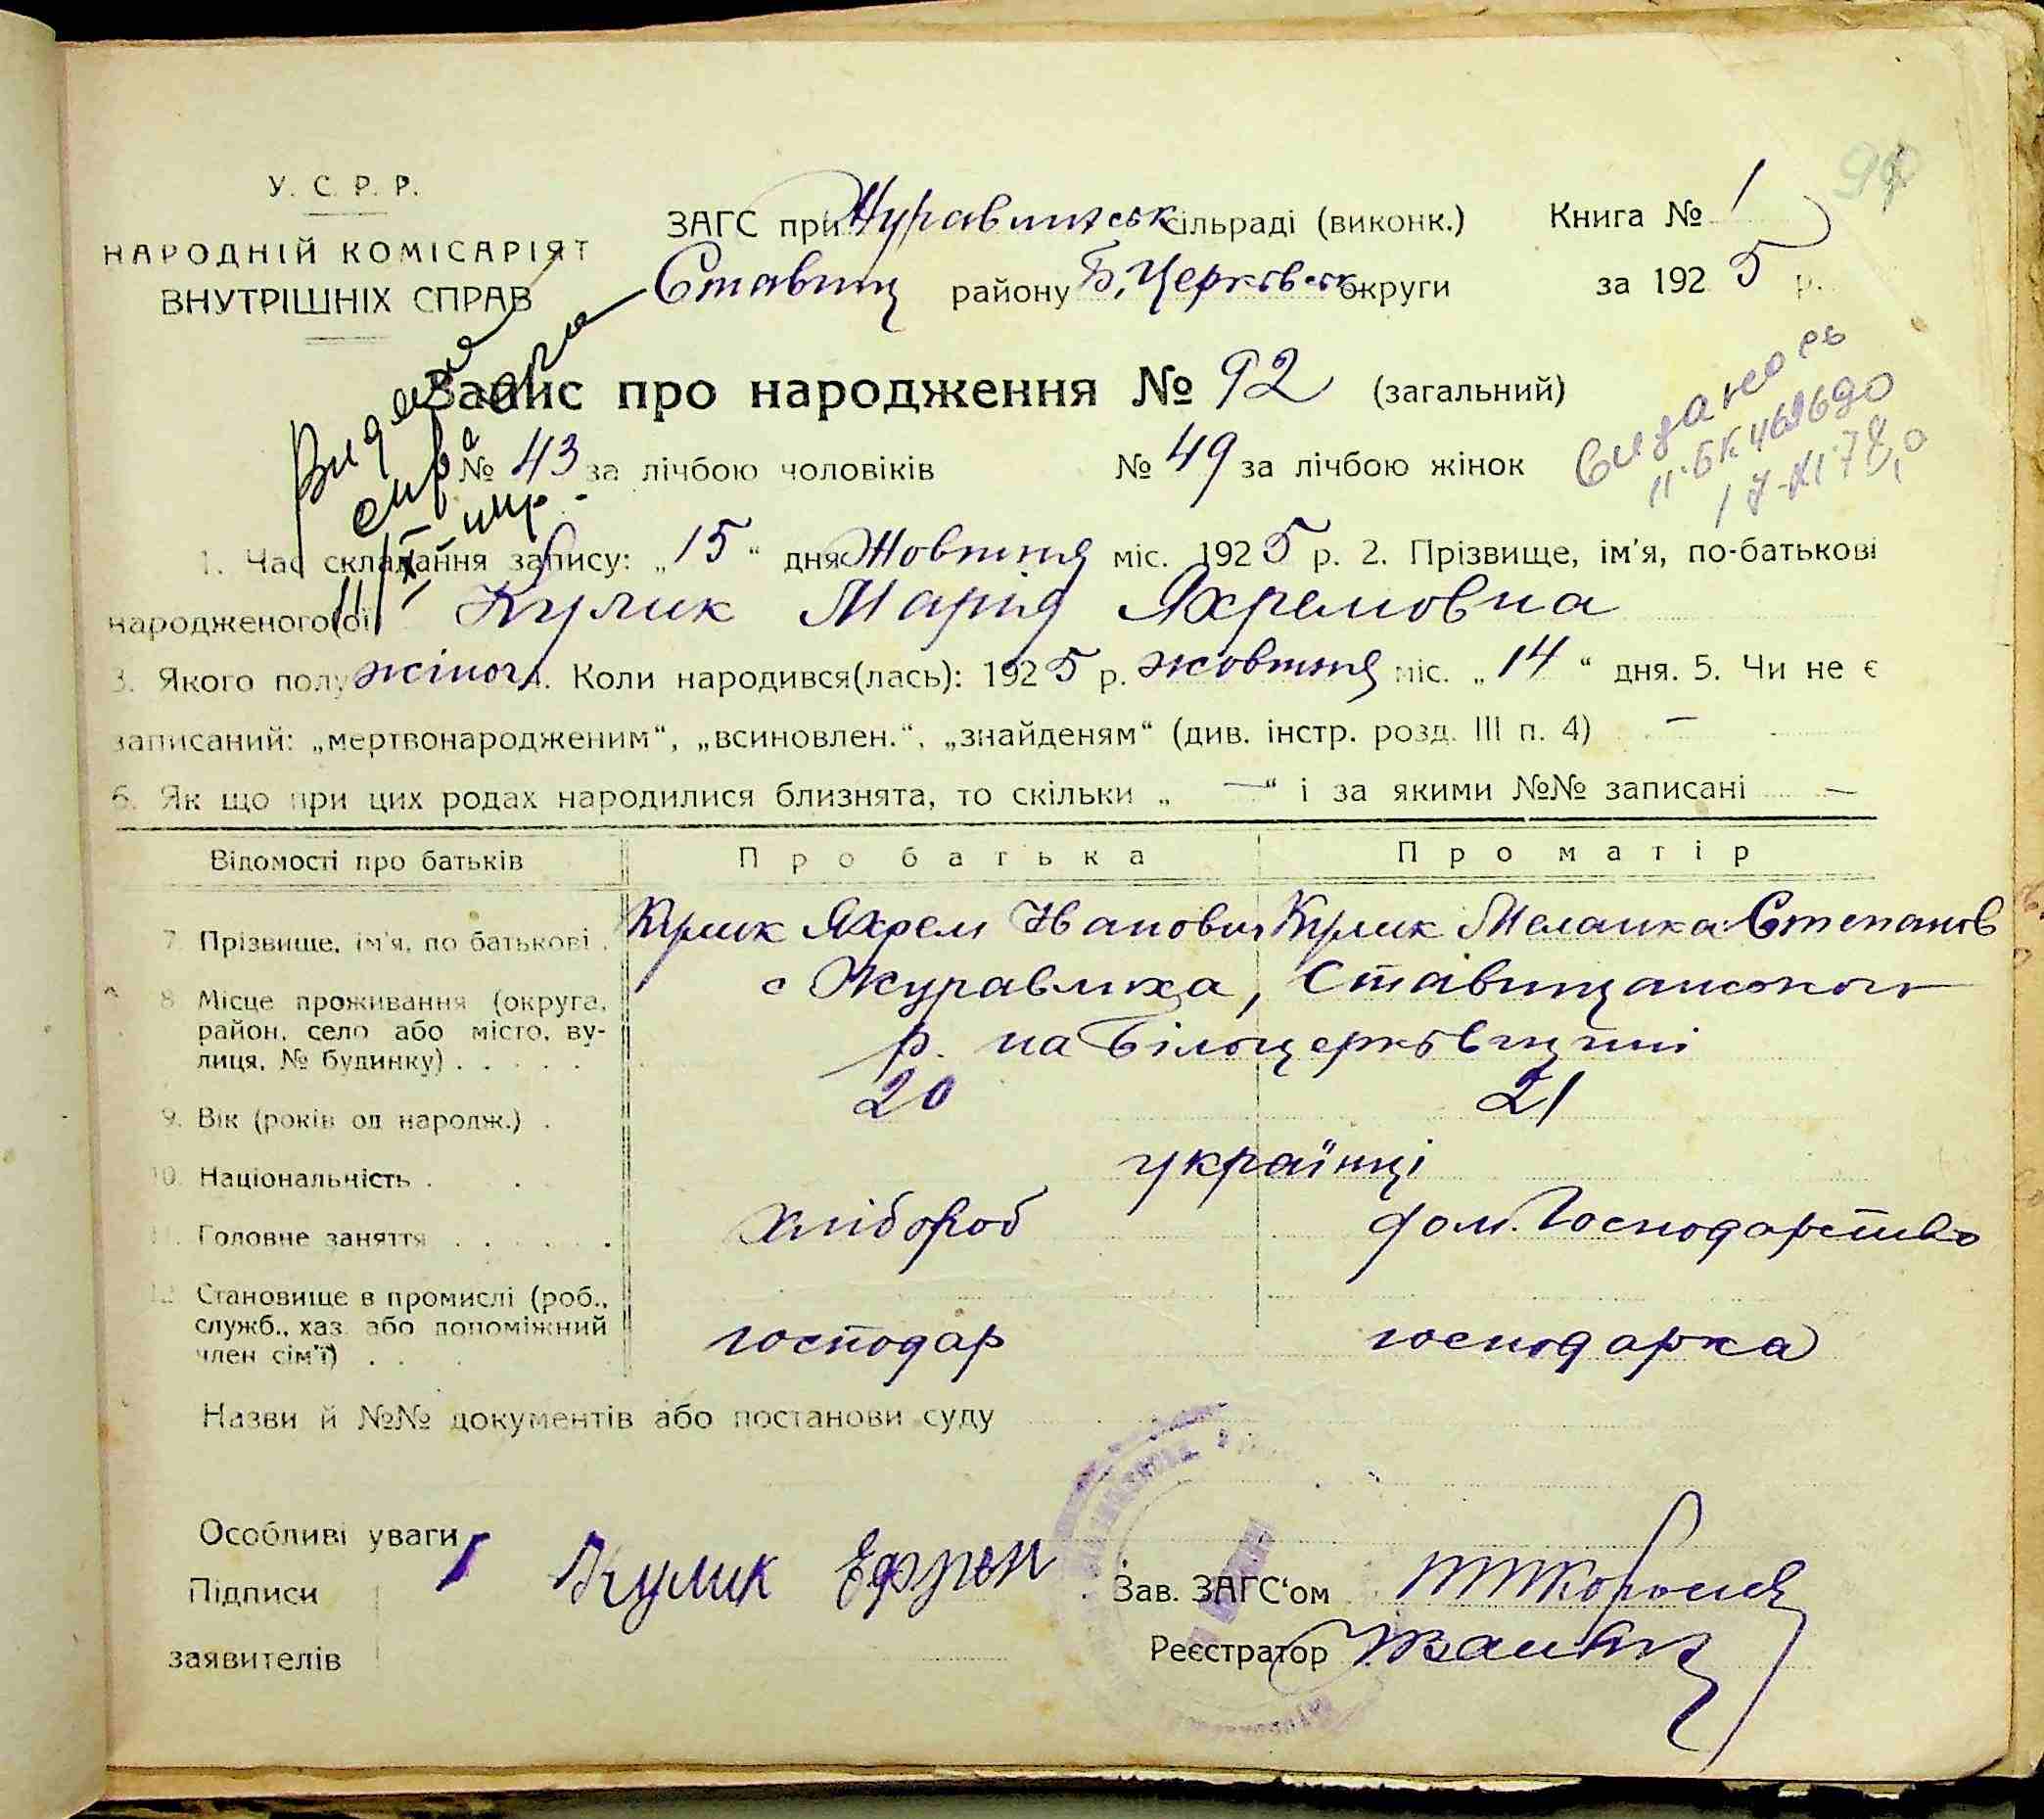 У. С. Р. Р.
НАРОДНІЙ КОМІСАРІЯТ
ВНУТРІШНІХ СПРАВ
ЗАГС при Журавлихськ сільраді (виконк.)
Ставищ району Б. Церківськ округи
Книга № 1
за 1925 р.
Запис про народження № 92 (загальний)
№ 43 за лічбою чоловіків № 49 за лічбою жінок
1. Час складання запису: „15“ дня Жовтня міс. 1925 р. 2. Прізвище, ім'я, по-батькові
народженого(ої) Кулик Марія Яхремовна
3. Якого полу жіноч. 4. Коли народився(лась): 1925 р. жовтня міс. „14“ дня. 5. Чи не є
записаний: „мертвонародженим“, „всиновлен.“, „знайденям“ (див. інстр. розд. III п. 4) —
6. Як що при цих родах народилися близнята, то скільки „—“ і за якими №№ записані —
Відомости про батьків Про батька Про матір
7. Прізвище, ім'я, по батькові . Кулик Яхрем Іванович Кулик Меланка Степанов
8. Місце проживання (округа, район, село або місто, вулиця, № будинку) . . . . .
с Журавлиха, Ставищанського
р. на Білоцерківщині
9. Вік (років од народж.) . 20 21
10. Національність . . українці
11. Головне заняття . . . . . . хлібороб дом. Господарство
12. Становище в промислі (роб., служб., хаз. або допоміжний член сім'ї) . . господар господарка
Назви й №№ документів або постанови суду
Особливі уваги
Підписи
заявителів
Кулик Ефрем
Зав. ЗАГС‘ом
Реєстратор